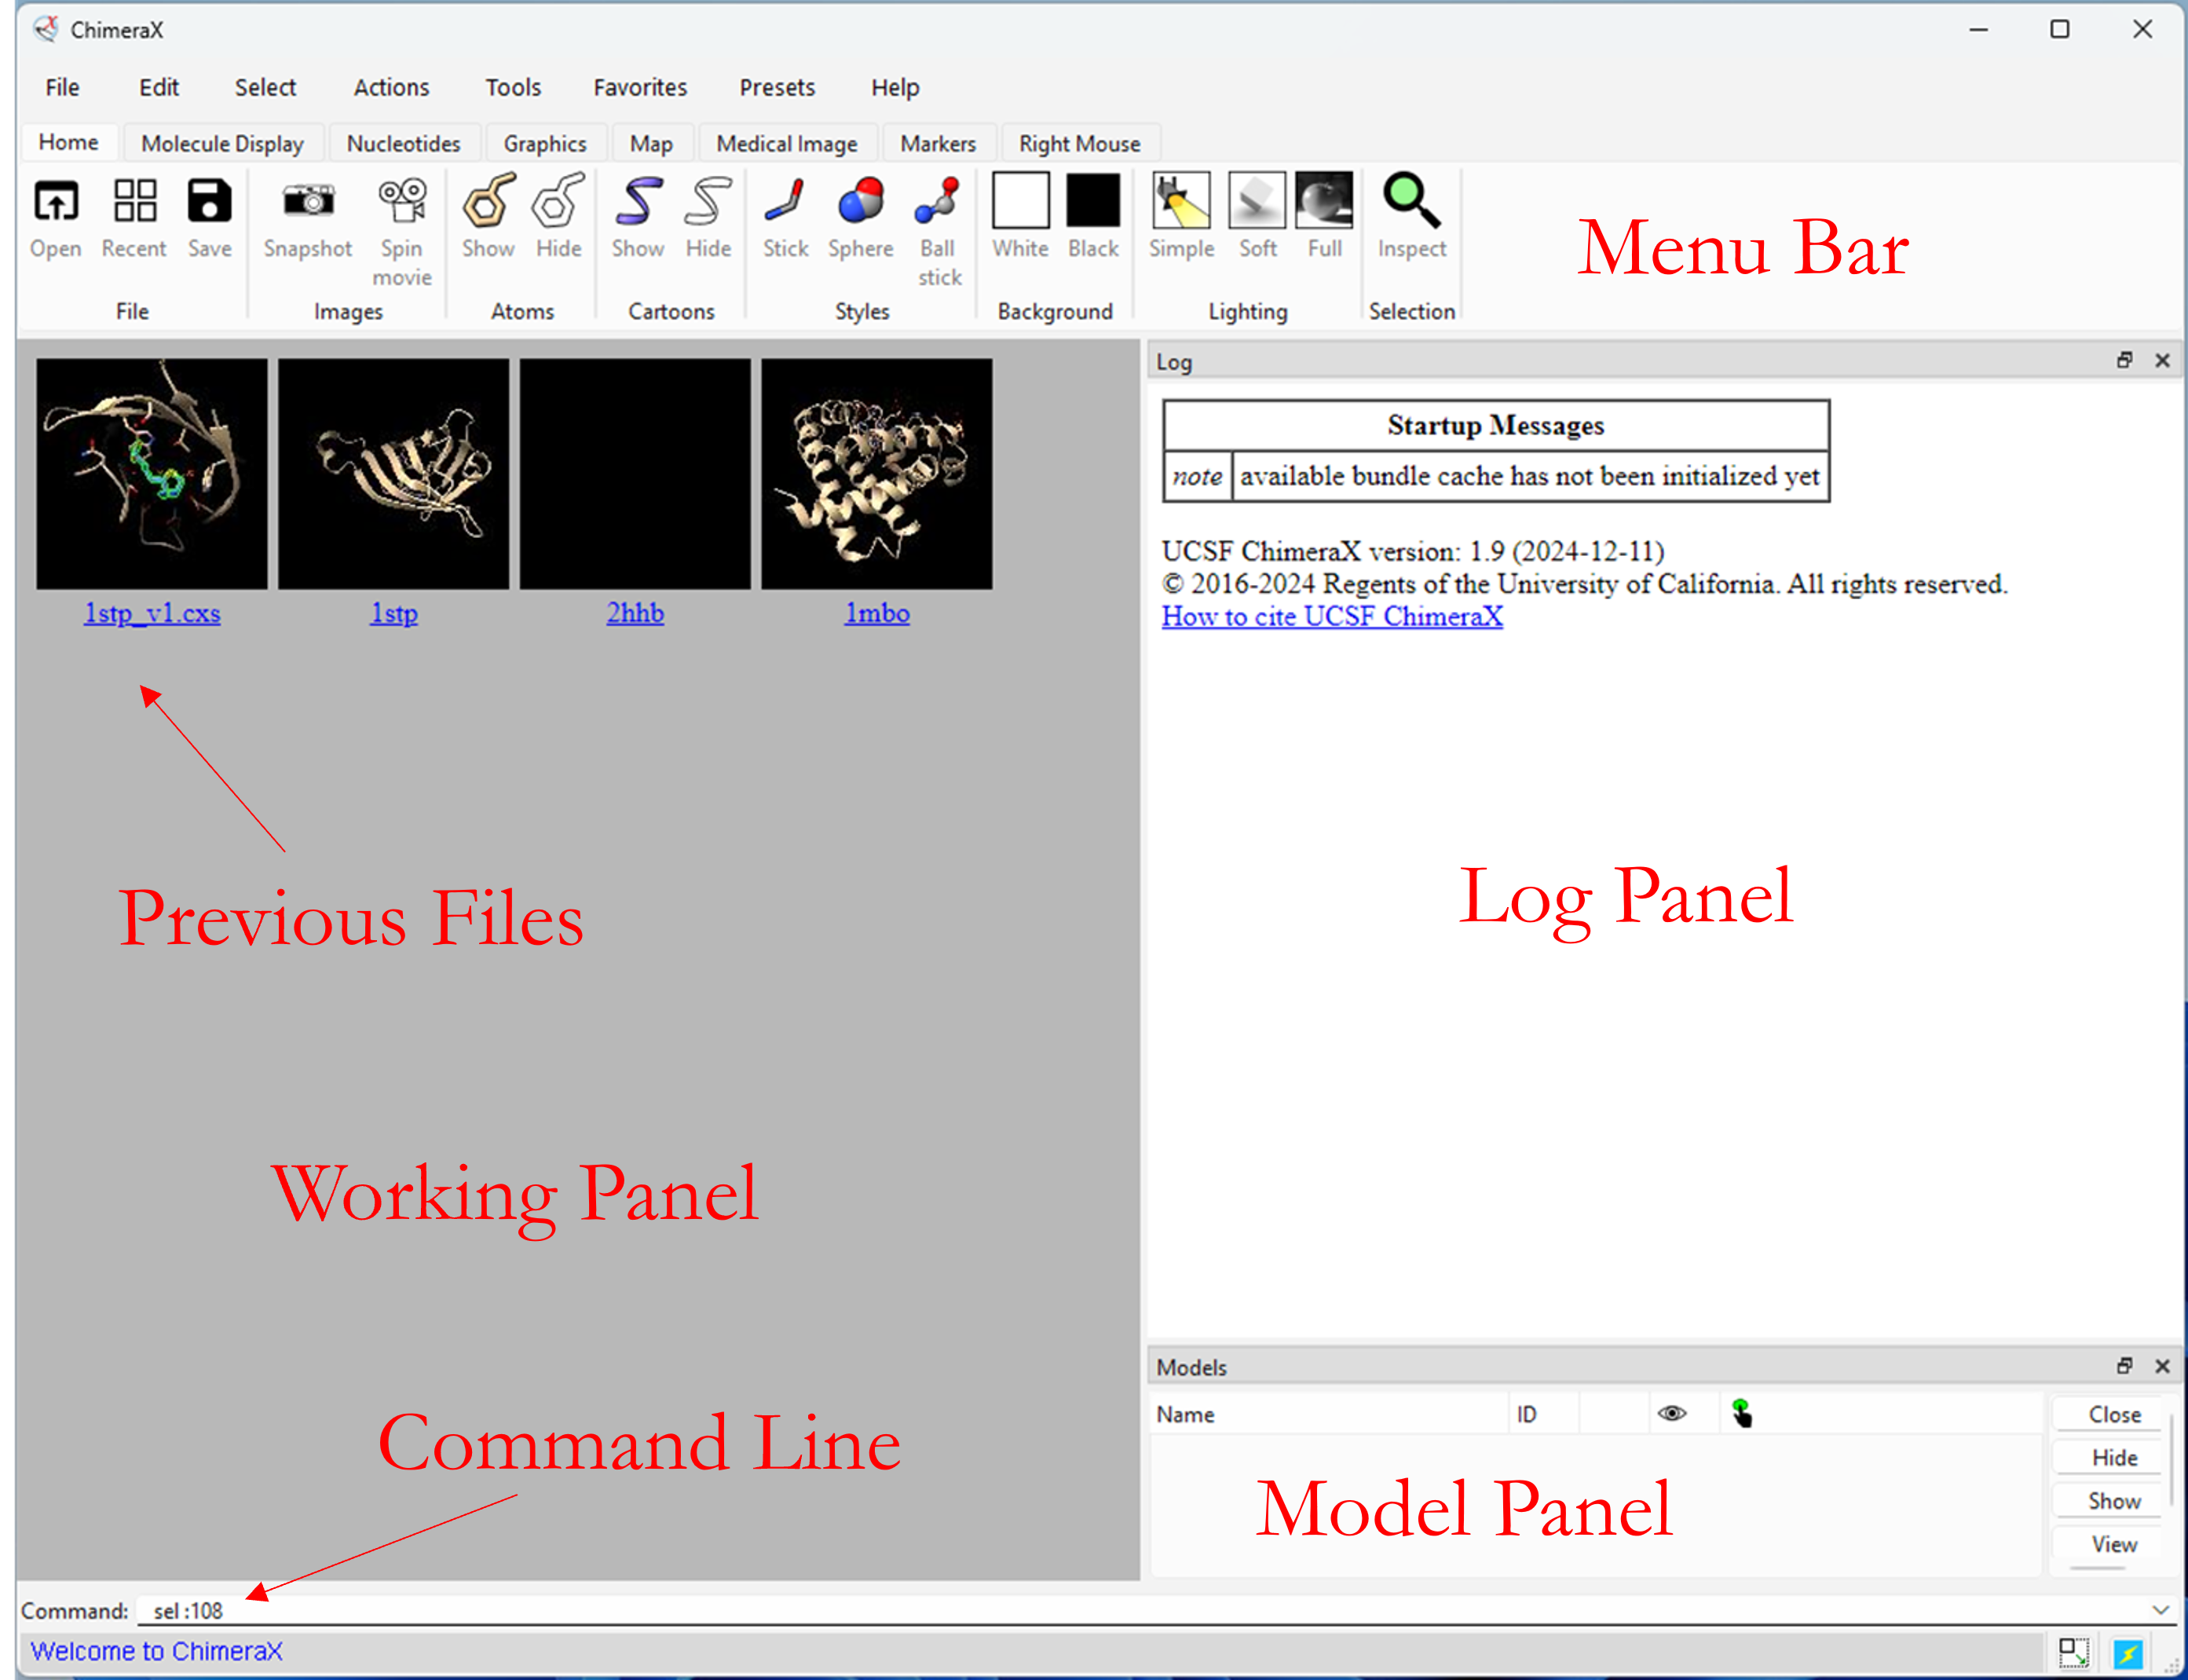 ChimeraX
File Edit Select Actions Tools Favorites Presets Help
Home Molecule Display Nucleotides Graphics Map Medical Image Markers Right Mouse
Open Recent Save Snapshot Spin movie Show Hide Show Hide Stick Sphere Ball stick White Black Simple Soft Full Inspect
File Images Atoms Cartoons Styles Background Lighting Selection
Menu Bar
1stp_v1.cxs 1stp 2hhb 1mbo
Previous Files
Working Panel
Command Line
Log
Startup Messages
note available bundle cache has not been initialized yet
UCSF ChimeraX version: 1.9 (2024-12-11)
© 2016-2024 Regents of the University of California. All rights reserved.
How to cite UCSF ChimeraX
Log Panel
Models
Name ID
Close
Hide
Show
View
Model Panel
Command: sel :108
Welcome to ChimeraX